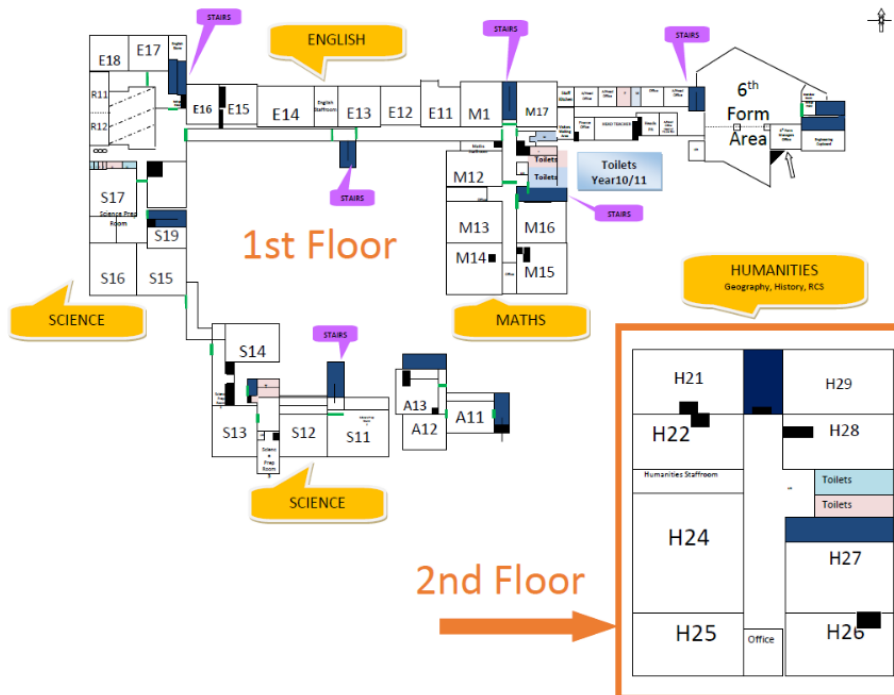 STAIRS
ENGLISH
STAIRS
STAIRS
E18
E17
R11
R12
E16
E15
E14
English
Staffroom
E13
E12
E11
M1
M17
6th
Form
Area
Toilets
Toilets
Toilets
Year10/11
M12
STAIRS
STAIRS
S17
Science Prep
Room
S19
S16
S15
1st Floor
M13
M16
M14
M15
Office
SCIENCE
MATHS
HUMANITIES
Geography, History, RCS
STAIRS
S14
S13
S12
S11
Prep
Room
A13
A12
A11
SCIENCE
H21
H29
H22
H28
Humanities Staffroom
Toilets
Toilets
H24
H27
2nd Floor
H25
Office
H26